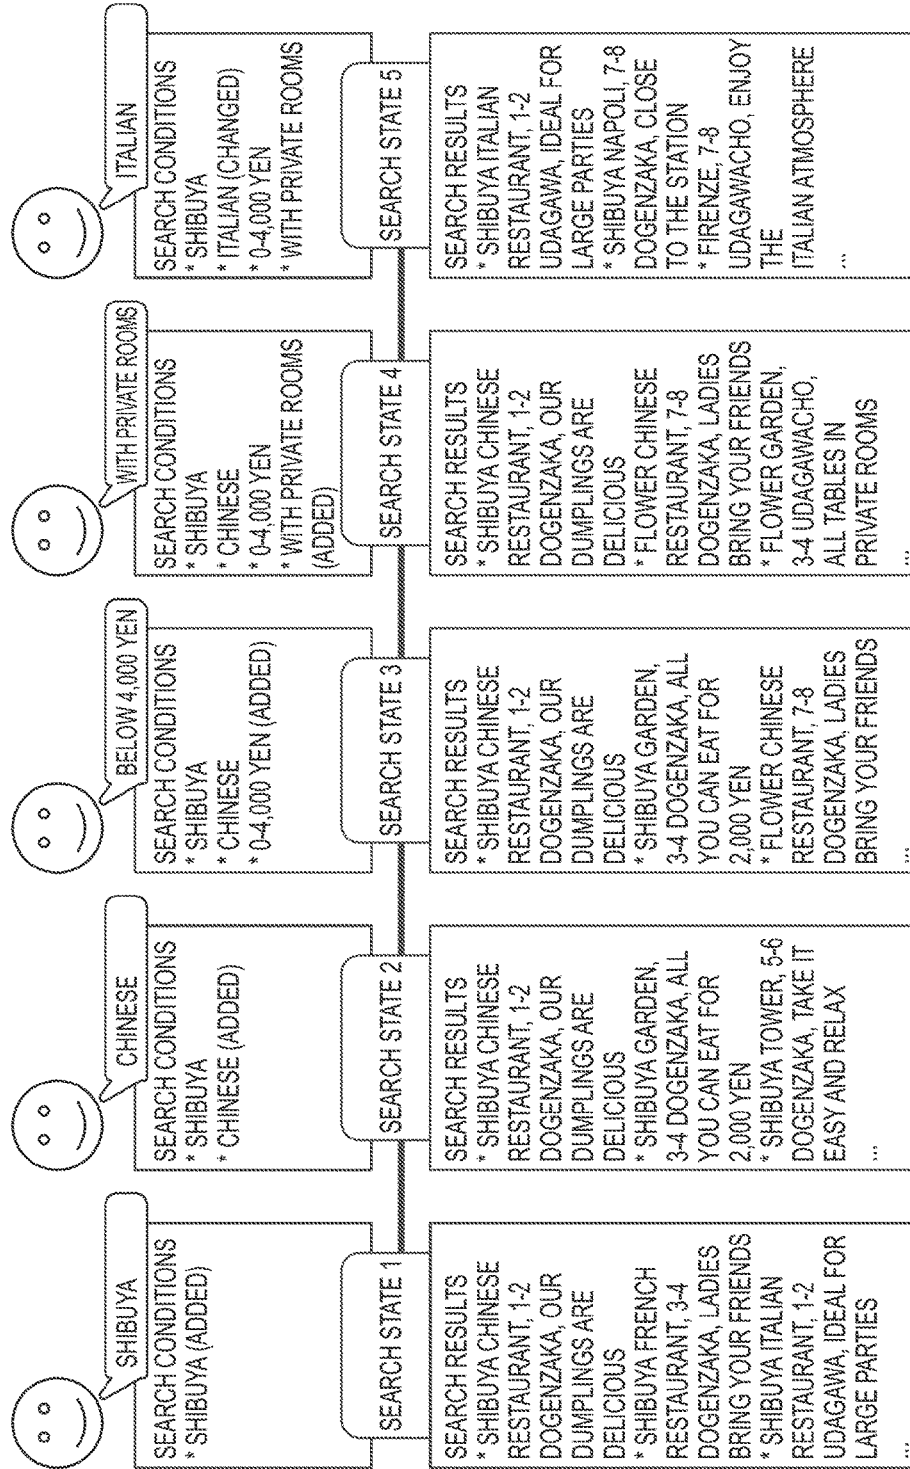 SHIBUYA
SEARCH CONDITIONS
* SHIBUYA (ADDED)
SEARCH STATE 1
SEARCH RESULTS
* SHIBUYA CHINESE
RESTAURANT, 1-2
DOGENZAKA, OUR
DUMPLINGS ARE
DELICIOUS
* SHIBUYA FRENCH
RESTAURANT, 3-4
DOGENZAKA, LADIES
BRING YOUR FRIENDS
* SHIBUYA ITALIAN
RESTAURANT, 1-2
UDAGAWA, IDEAL FOR
LARGE PARTIES
...
CHINESE
SEARCH CONDITIONS
* SHIBUYA
* CHINESE (ADDED)
SEARCH STATE 2
SEARCH RESULTS
* SHIBUYA CHINESE
RESTAURANT, 1-2
DOGENZAKA, OUR
DUMPLINGS ARE
DELICIOUS
* SHIBUYA GARDEN,
3-4 DOGENZAKA, ALL
YOU CAN EAT FOR
2,000 YEN
* SHIBUYA TOWER, 5-6
DOGENZAKA, TAKE IT
EASY AND RELAX
...
BELOW 4,000 YEN
SEARCH CONDITIONS
* SHIBUYA
* CHINESE
* 0-4,000 YEN (ADDED)
SEARCH STATE 3
SEARCH RESULTS
* SHIBUYA CHINESE
RESTAURANT, 1-2
DOGENZAKA, OUR
DUMPLINGS ARE
DELICIOUS
* SHIBUYA GARDEN,
3-4 DOGENZAKA, ALL
YOU CAN EAT FOR
2,000 YEN
* FLOWER CHINESE
RESTAURANT, 7-8
DOGENZAKA, LADIES
BRING YOUR FRIENDS
...
WITH PRIVATE ROOMS
SEARCH CONDITIONS
* SHIBUYA
* CHINESE
* 0-4,000 YEN
* WITH PRIVATE ROOMS
(ADDED)
SEARCH STATE 4
SEARCH RESULTS
* SHIBUYA CHINESE
RESTAURANT, 1-2
DOGENZAKA, OUR
DUMPLINGS ARE
DELICIOUS
* FLOWER CHINESE
RESTAURANT, 7-8
DOGENZAKA, LADIES
BRING YOUR FRIENDS
* FLOWER GARDEN,
3-4 UDAGAWACHO,
ALL TABLES IN
PRIVATE ROOMS
...
ITALIAN
SEARCH CONDITIONS
* SHIBUYA
* ITALIAN (CHANGED)
* 0-4,000 YEN
* WITH PRIVATE ROOMS
SEARCH STATE 5
SEARCH RESULTS
* SHIBUYA ITALIAN
RESTAURANT, 1-2
UDAGAWA, IDEAL FOR
LARGE PARTIES
* SHIBUYA NAPOLI, 7-8
DOGENZAKA, CLOSE
TO THE STATION
* FIRENZE, 7-8
UDAGAWACHO, ENJOY
THE
ITALIAN ATMOSPHERE
...